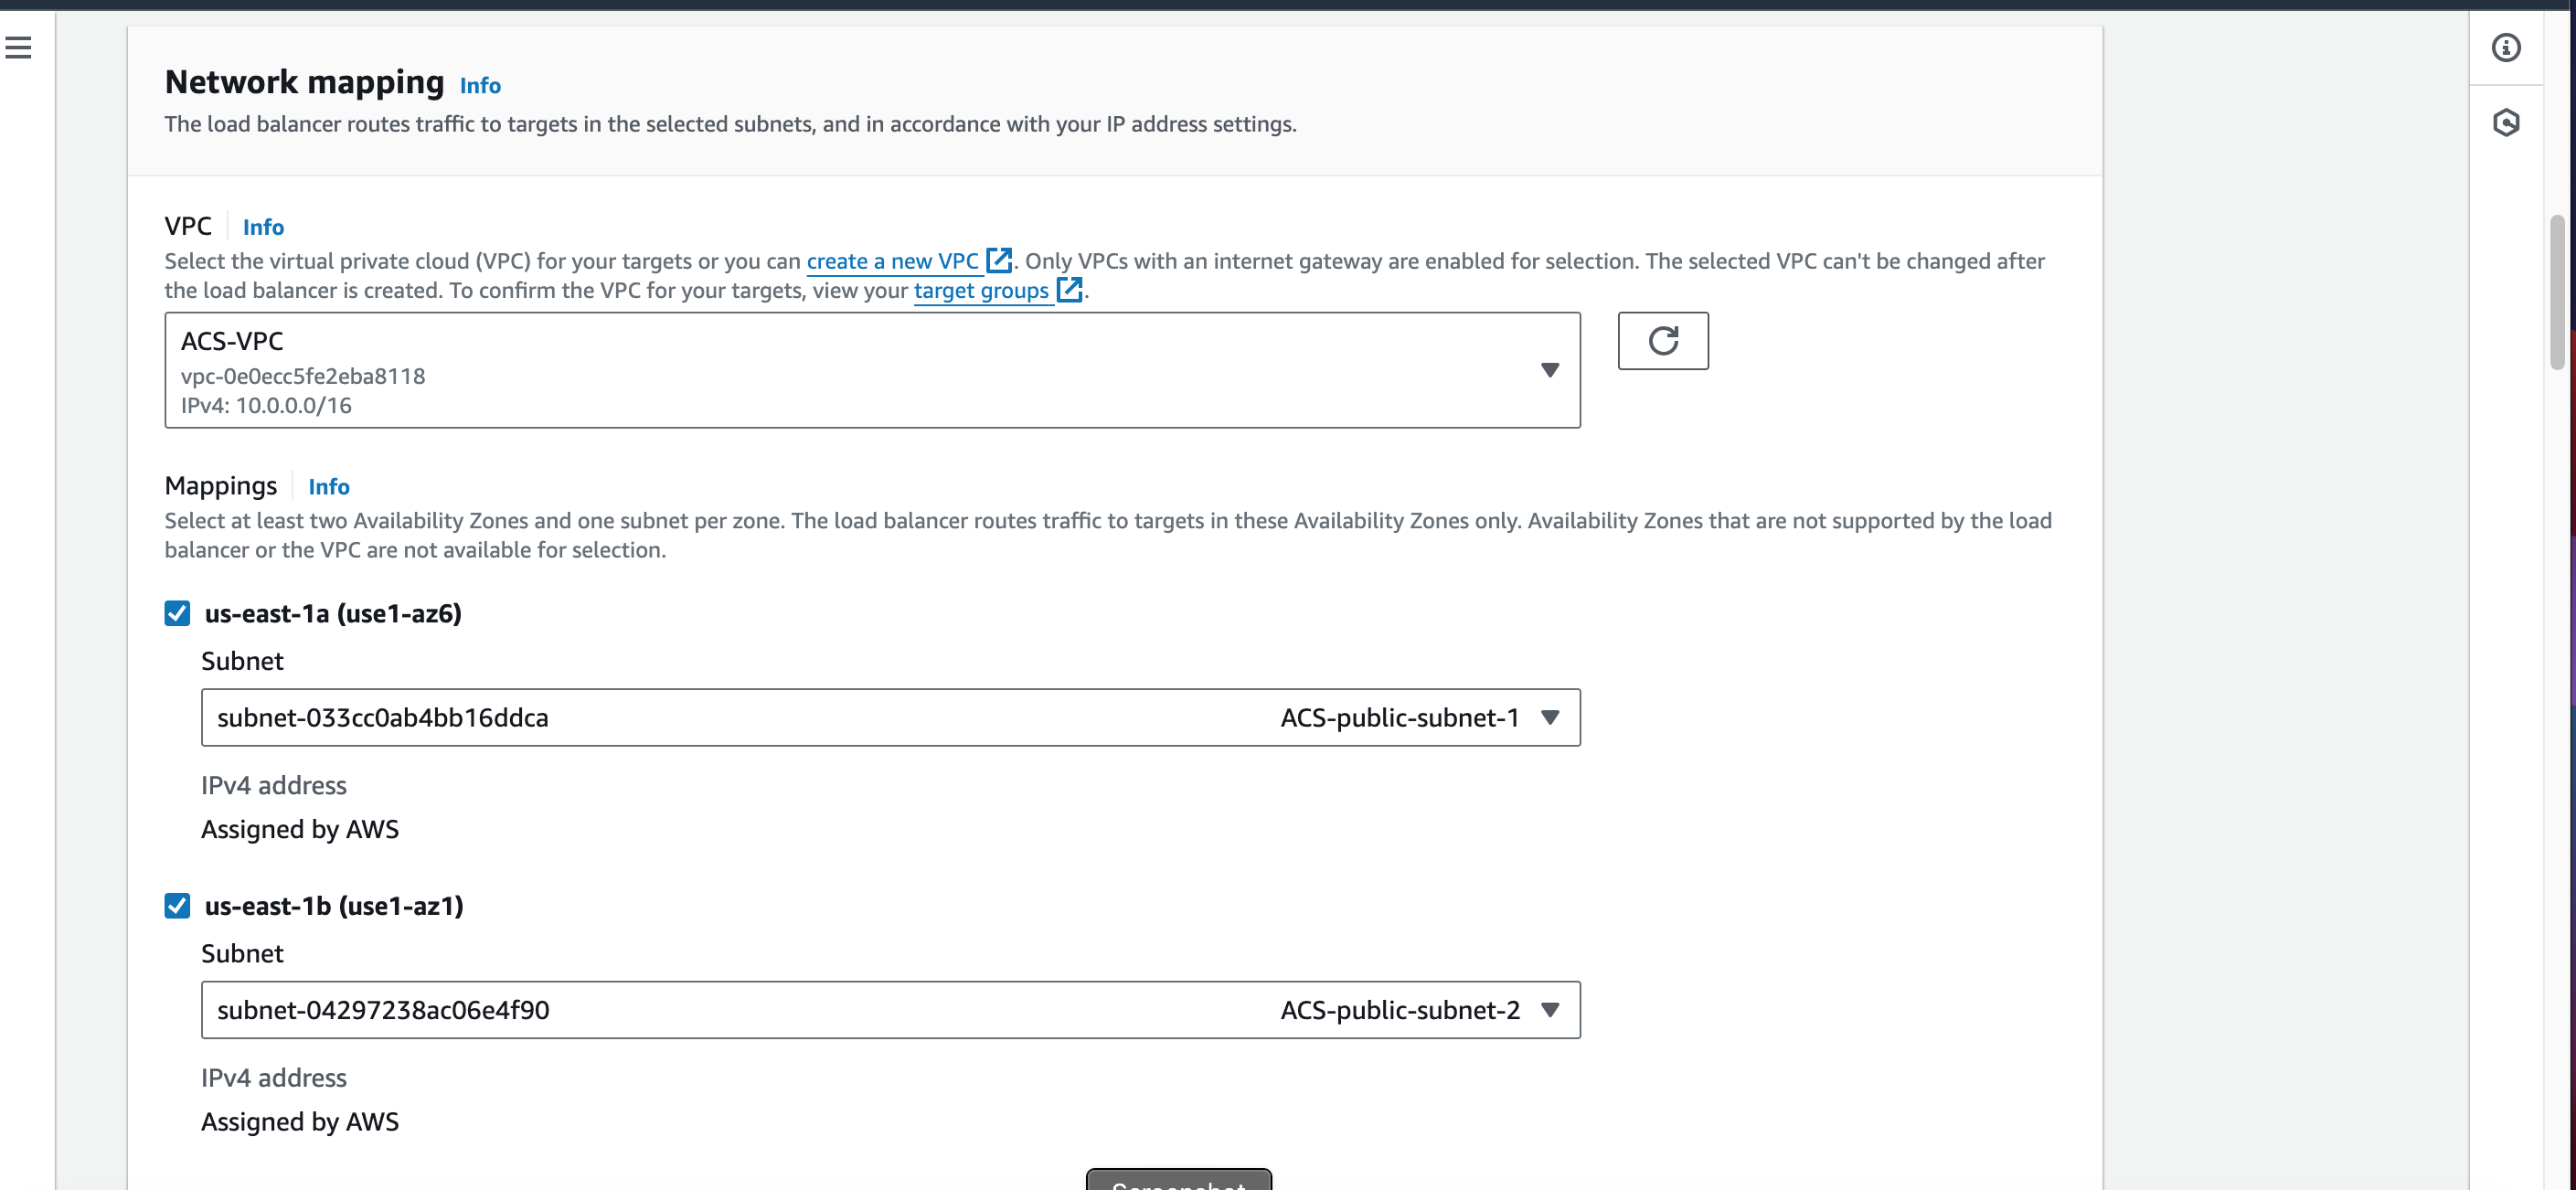 Network mapping Info
The load balancer routes traffic to targets in the selected subnets, and in accordance with your IP address settings.
VPC Info
Select the virtual private cloud (VPC) for your targets or you can create a new VPC. Only VPCs with an internet gateway are enabled for selection. The selected VPC can't be changed after
the load balancer is created. To confirm the VPC for your targets, view your target groups.
ACS-VPC
vpc-0e0ecc5fe2eba8118
IPv4: 10.0.0.0/16
Mappings Info
Select at least two Availability Zones and one subnet per zone. The load balancer routes traffic to targets in these Availability Zones only. Availability Zones that are not supported by the load
balancer or the VPC are not available for selection.
us-east-1a (use1-az6)
Subnet
subnet-033cc0ab4bb16ddca ACS-public-subnet-1
IPv4 address
Assigned by AWS
us-east-1b (use1-az1)
Subnet
subnet-04297238ac06e4f90 ACS-public-subnet-2
IPv4 address
Assigned by AWS
Screenshot